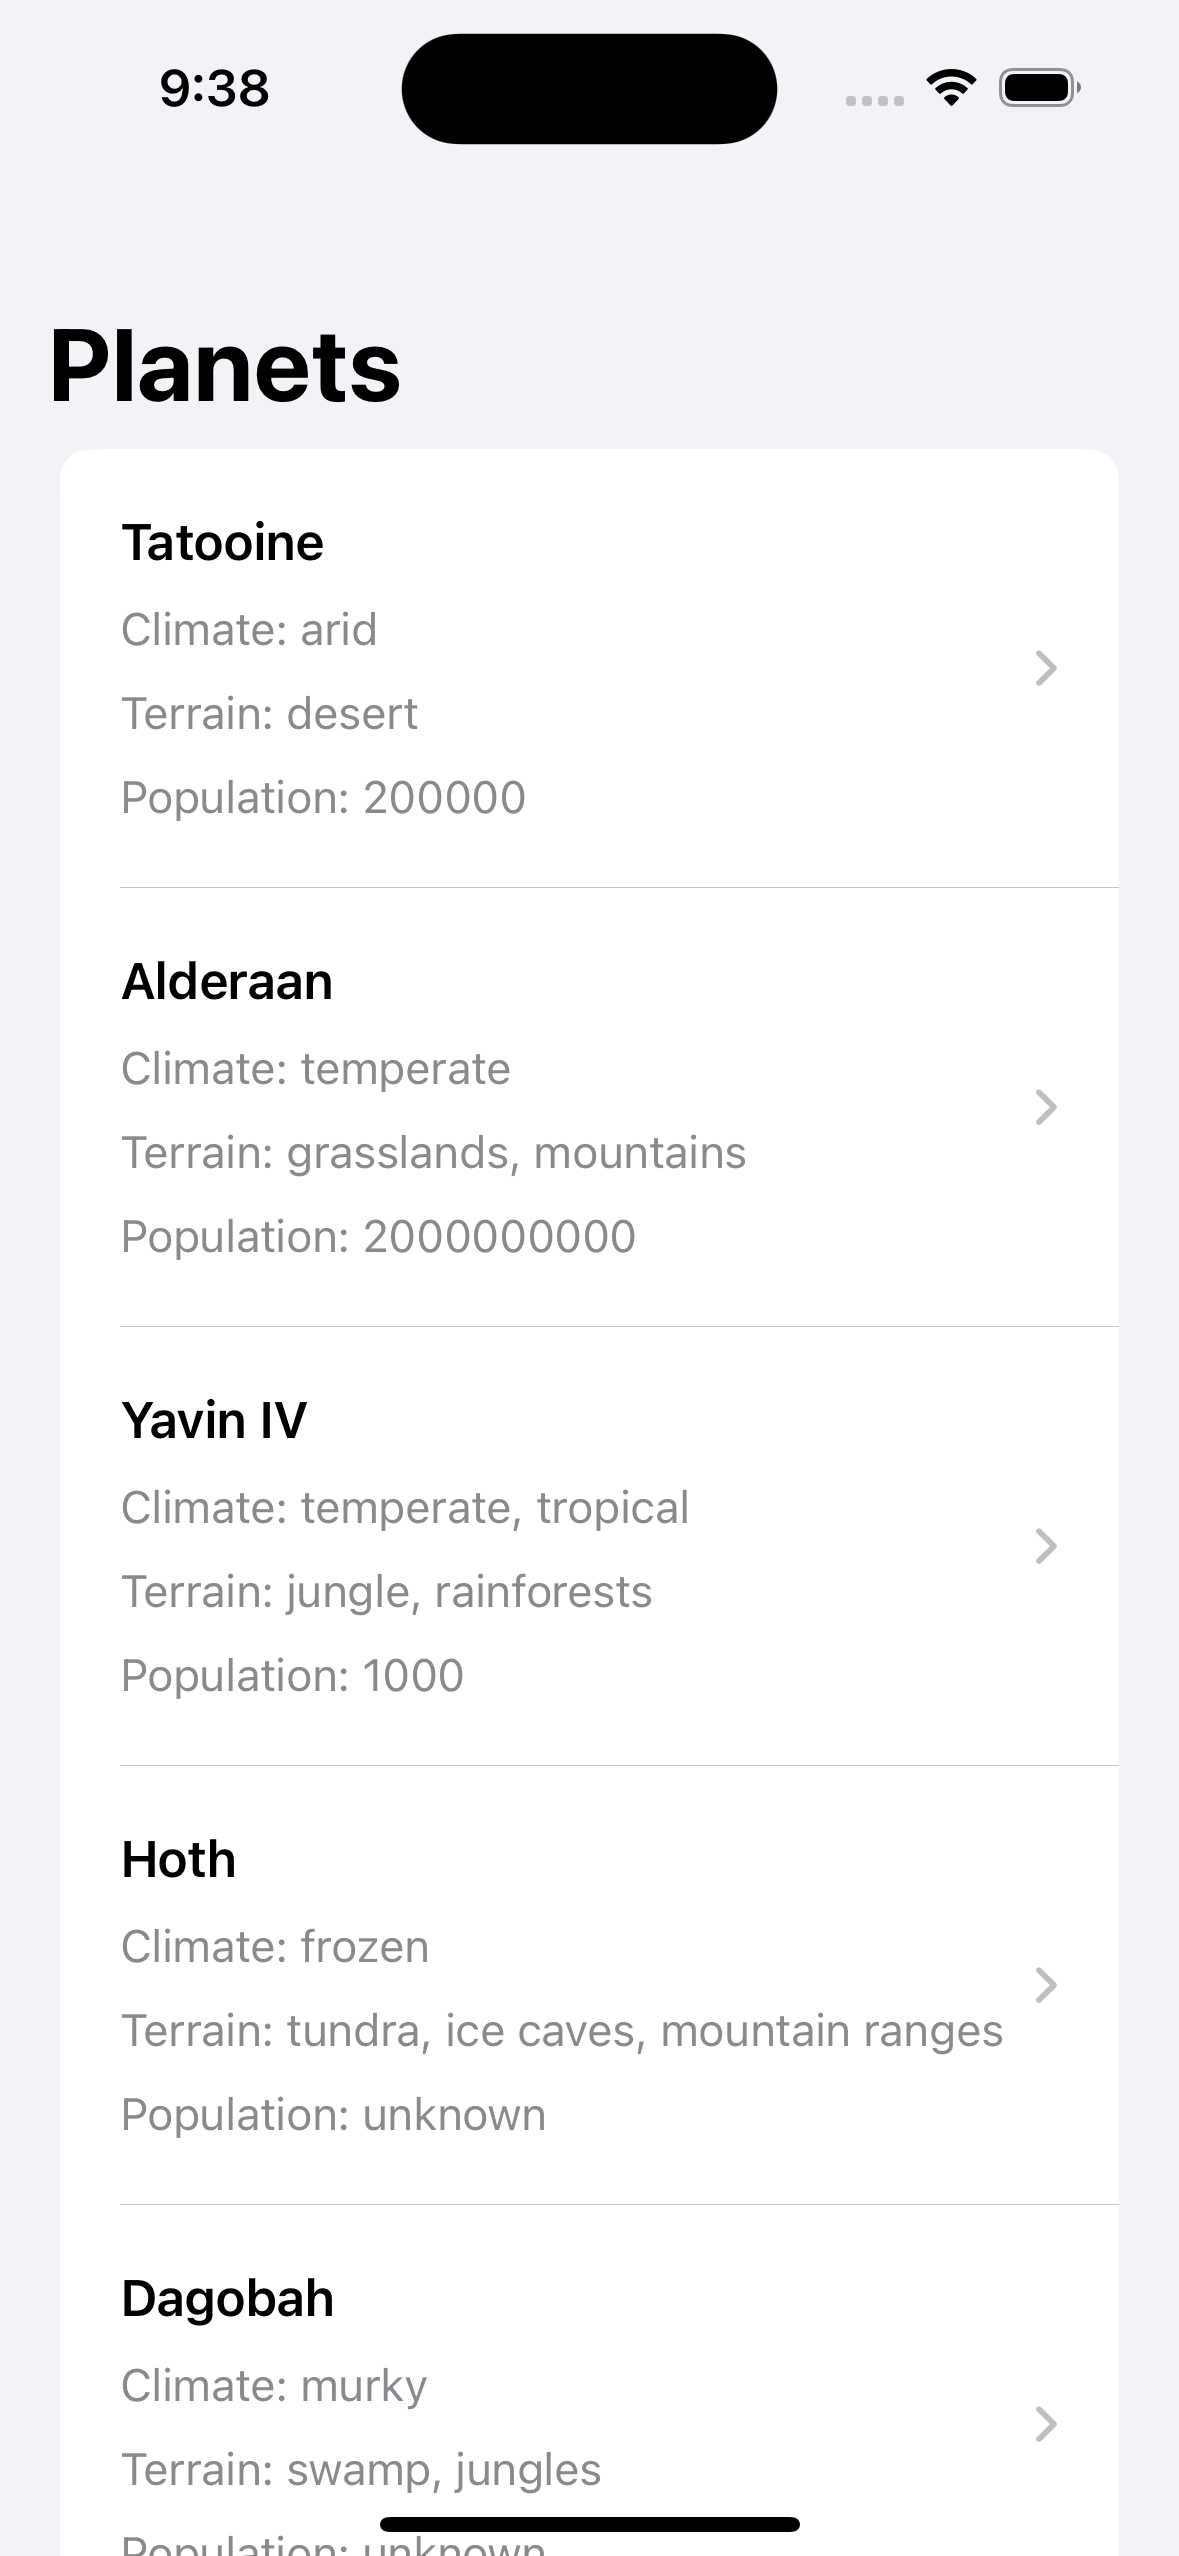 9:38
Planets
Tatooine
Climate: arid
Terrain: desert
Population: 200000
Alderaan
Climate: temperate
Terrain: grasslands, mountains
Population: 2000000000
Yavin IV
Climate: temperate, tropical
Terrain: jungle, rainforests
Population: 1000
Hoth
Climate: frozen
Terrain: tundra, ice caves, mountain ranges
Population: unknown
Dagobah
Climate: murky
Terrain: swamp, jungles
Population: unknown